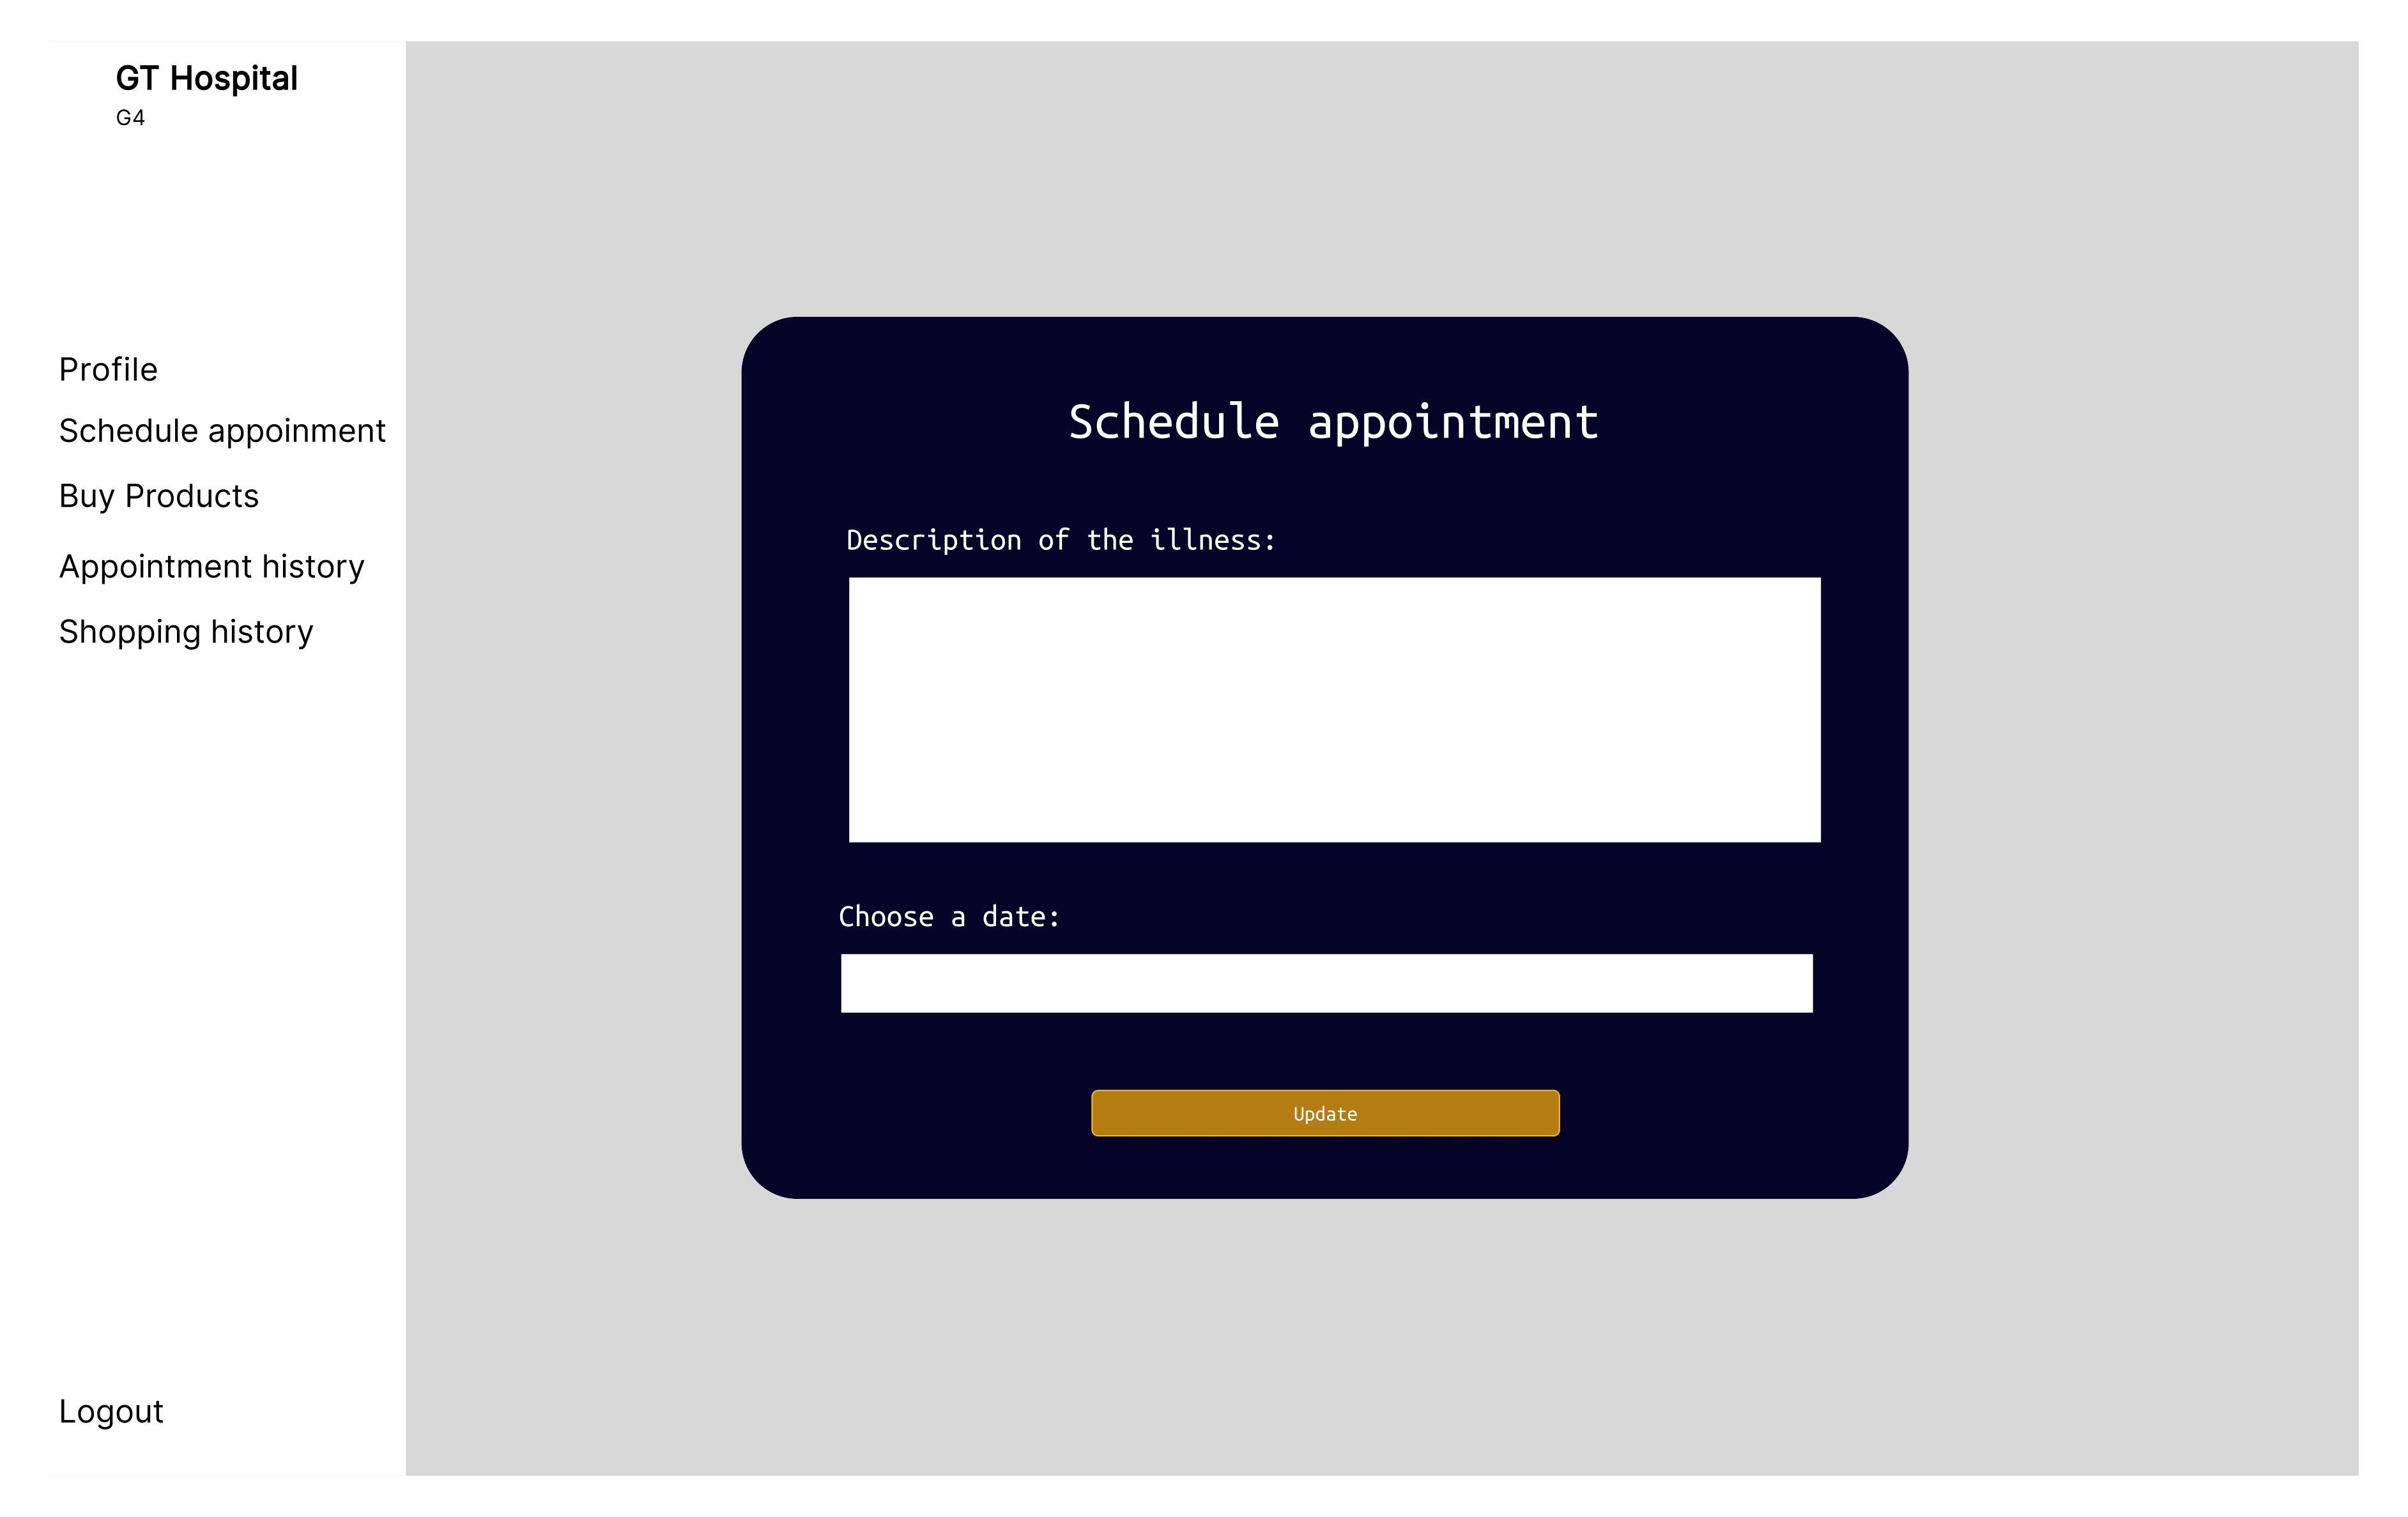 GT Hospital
G4
Profile
Schedule appoinment
Buy Products
Appointment history
Shopping history
Logout
Schedule appointment
Description of the illness:
Choose a date:
Update